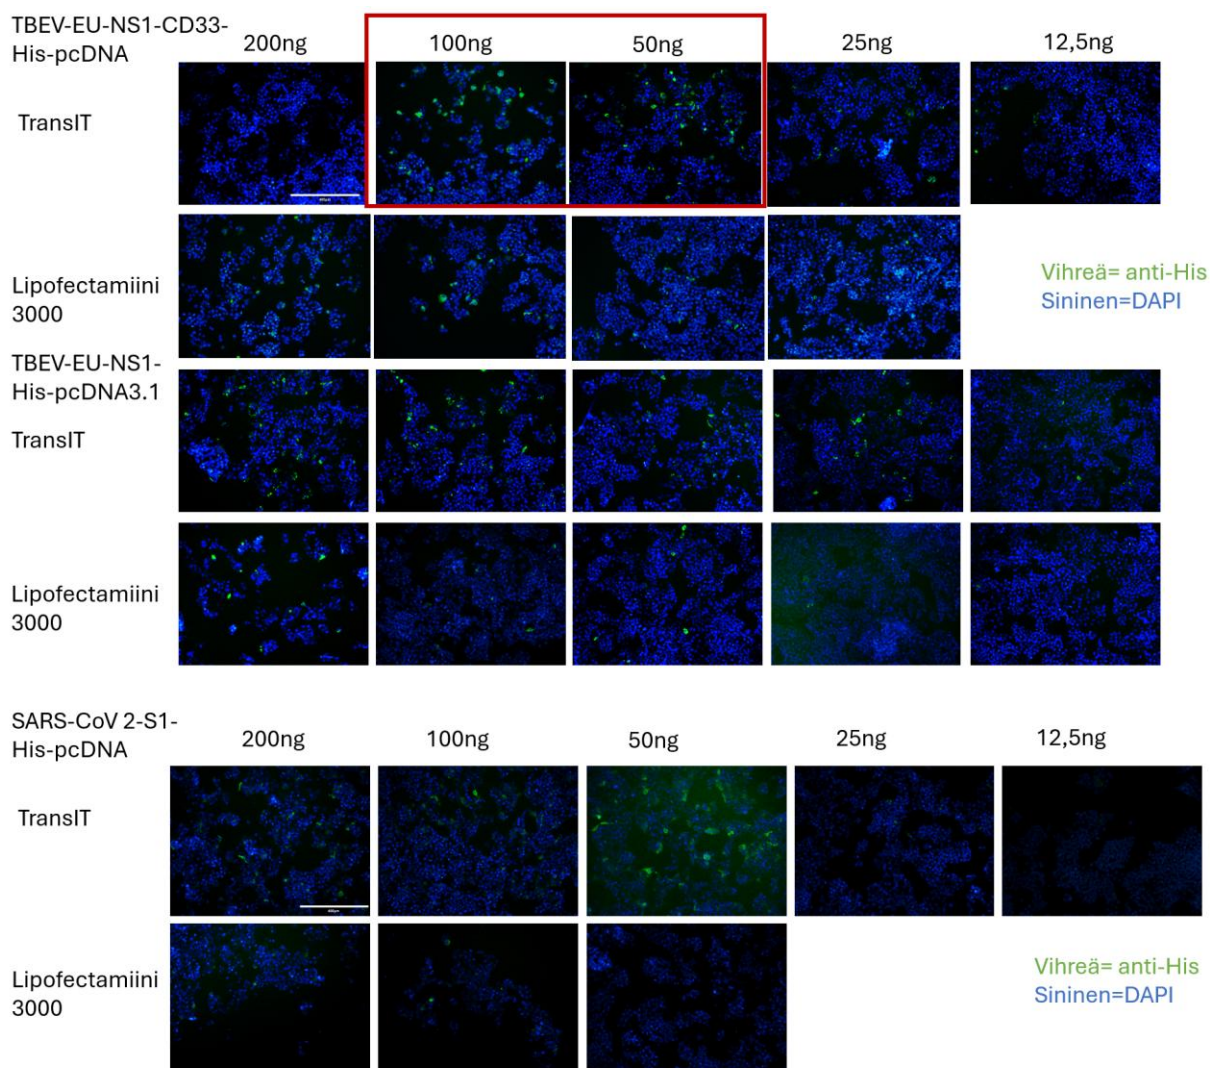 TBEV-EU-NS1-CD33-
His-pcDNA
200ng
100ng
50ng
25ng
12,5ng
TransIT
Lipofectamiini
3000
Vihreä= anti-His
Sininen=DAPI
TBEV-EU-NS1-
His-pcDNA3.1
TransIT
Lipofectamiini
3000
SARS-CoV 2-S1-
His-pcDNA
200ng
100ng
50ng
25ng
12,5ng
TransIT
Lipofectamiini
3000
Vihreä= anti-His
Sininen=DAPI